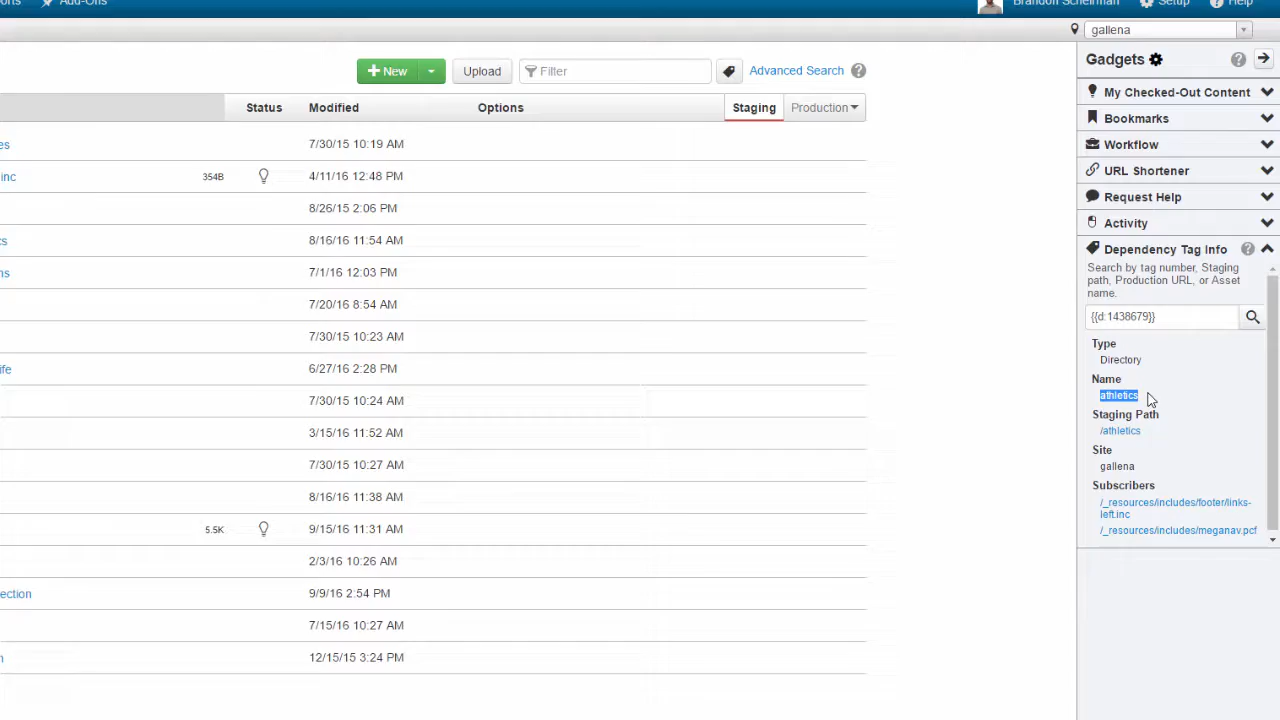 Add-Ons
Brandon Scheirman
Setup
Help
gallena
New
Upload
Filter
Advanced Search
Status Modified Options Staging Production
7/30/15 10:19 AM
inc 354B 4/11/16 12:48 PM
8/26/15 2:06 PM
8/16/16 11:54 AM
7/1/16 12:03 PM
7/20/16 8:54 AM
7/30/15 10:23 AM
6/27/16 2:28 PM
7/30/15 10:24 AM
3/15/16 11:52 AM
7/30/15 10:27 AM
8/16/16 11:38 AM
5.5K 9/15/16 11:31 AM
2/3/16 10:26 AM
ection 9/9/16 2:54 PM
7/15/16 10:27 AM
12/15/15 3:24 PM
Gadgets
My Checked-Out Content
Bookmarks
Workflow
URL Shortener
Request Help
Activity
Dependency Tag Info
Search by tag number, Staging
path, Production URL, or Asset
name.
{{d:1438679}}
Type
Directory
Name
athletics
Staging Path
/athletics
Site
gallena
Subscribers
/_resources/includes/footer/links-
left.inc
/_resources/includes/meganav.pcf